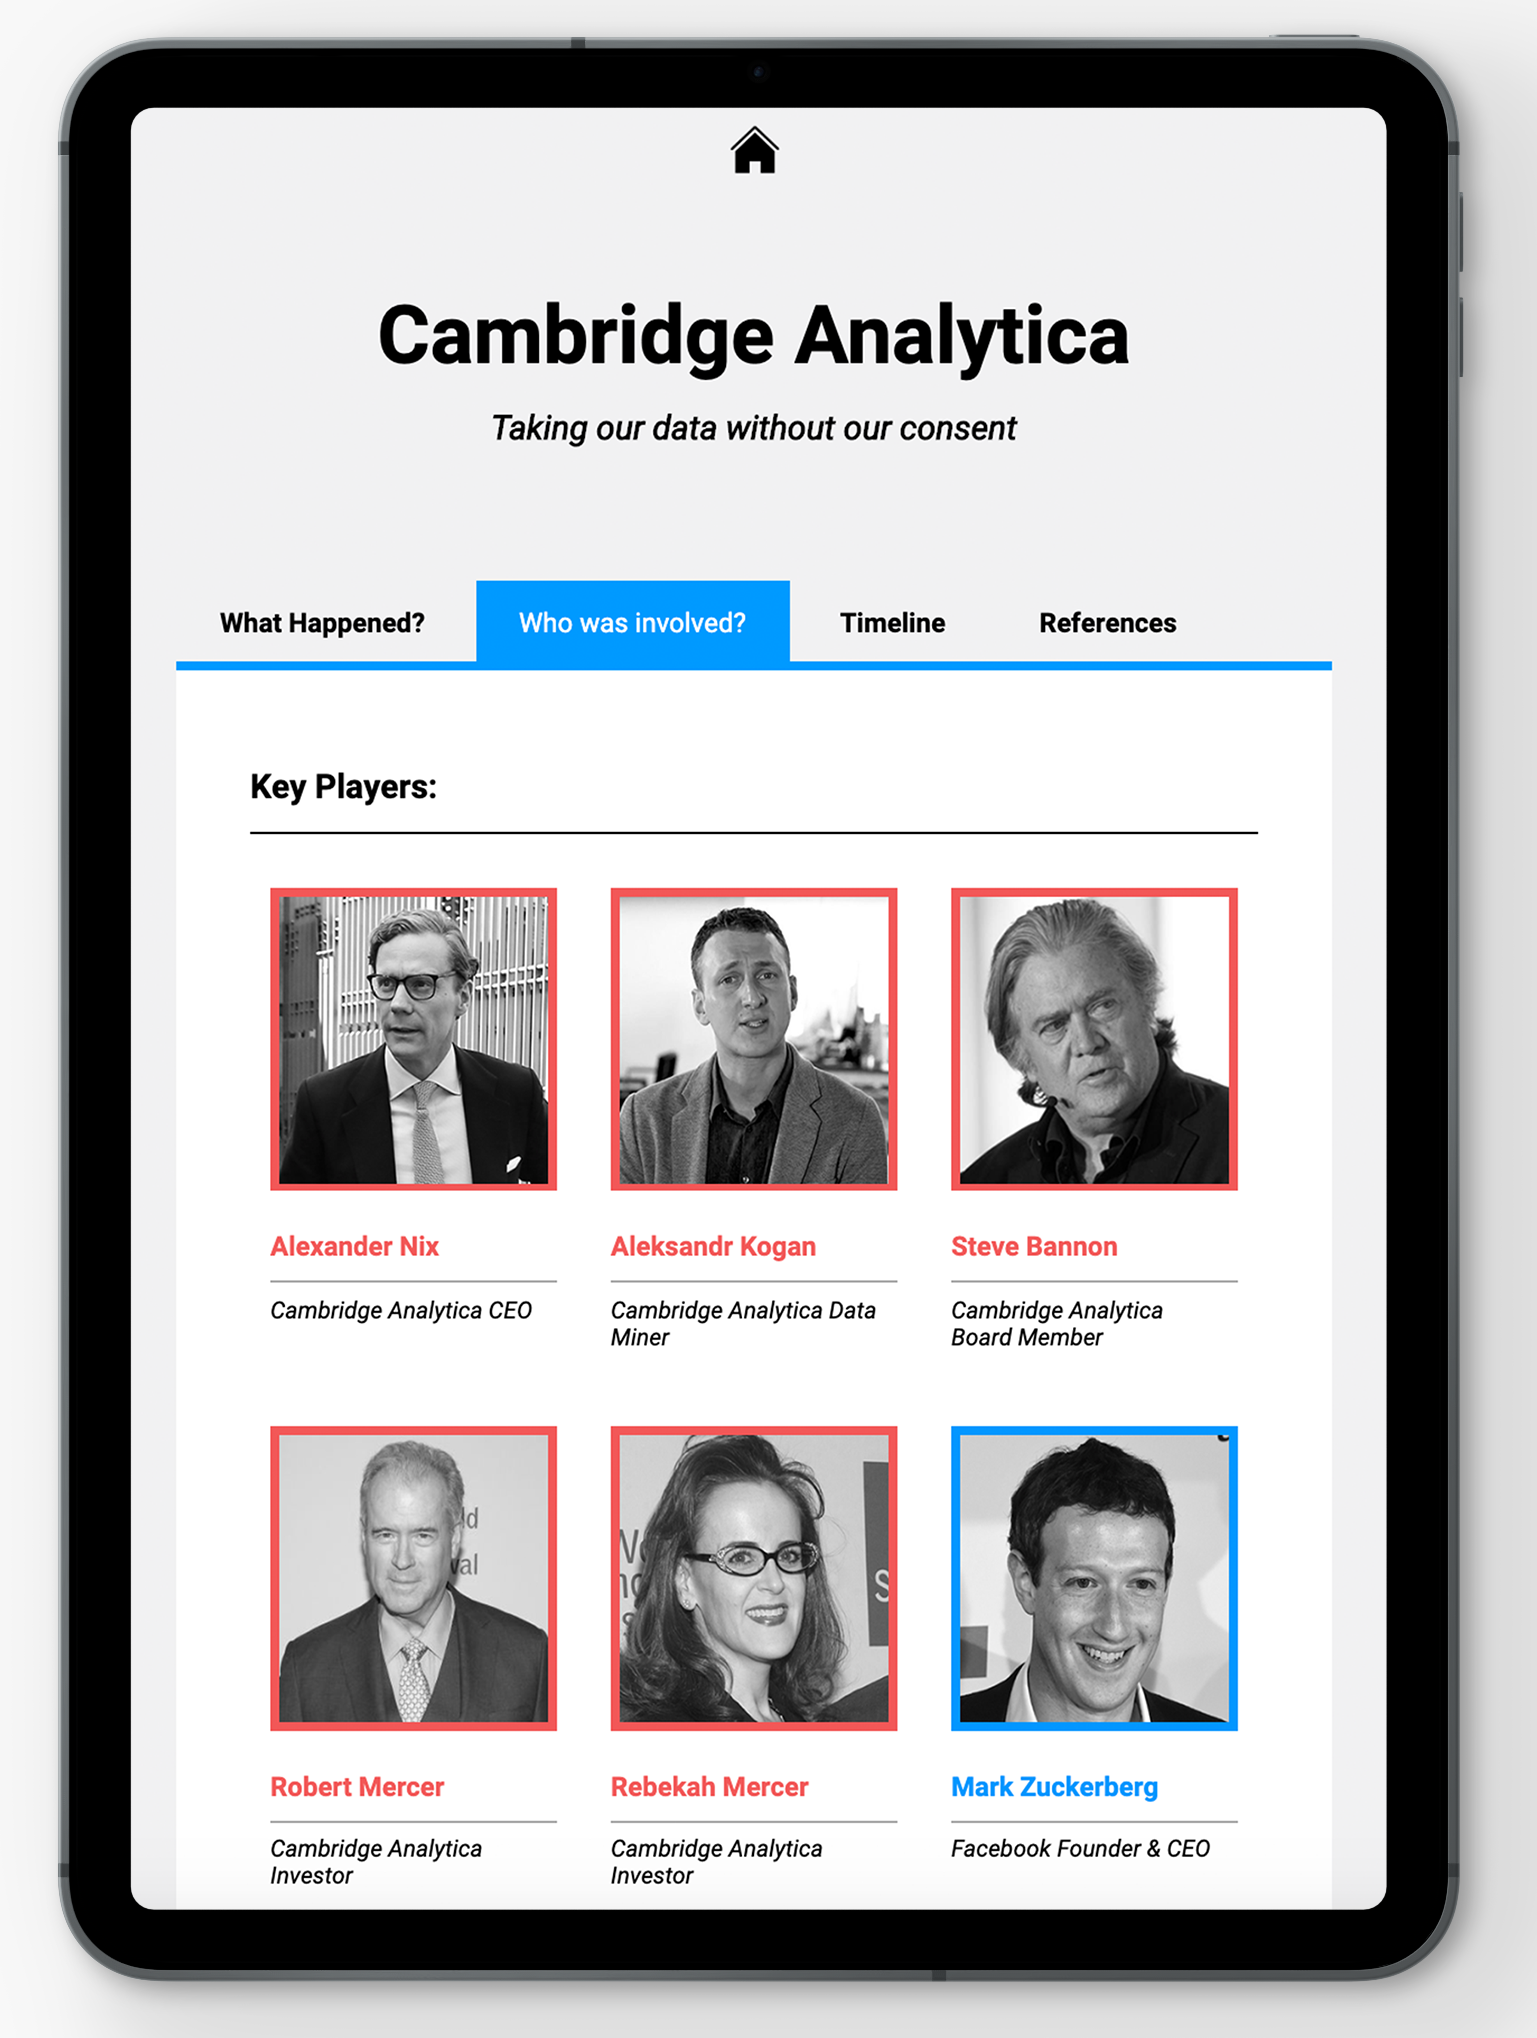 Cambridge Analytica
Taking our data without our consent
What Happened? Who was involved? Timeline References
Key Players:
Alexander Nix
Cambridge Analytica CEO
Aleksandr Kogan
Cambridge Analytica Data
Miner
Steve Bannon
Cambridge Analytica
Board Member
Robert Mercer
Cambridge Analytica
Investor
Rebekah Mercer
Cambridge Analytica
Investor
Mark Zuckerberg
Facebook Founder & CEO